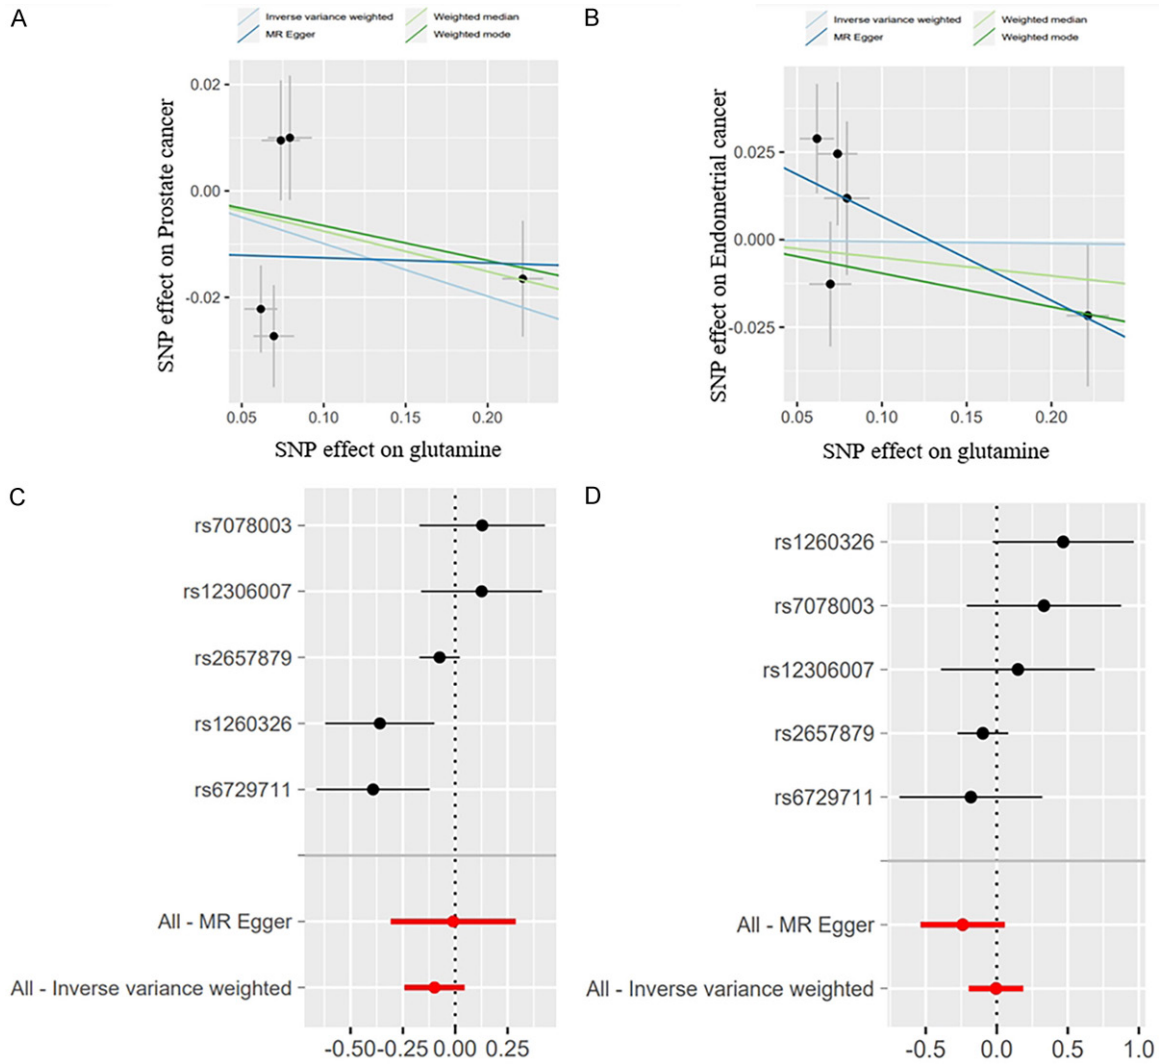 A
Inverse variance weighted
Weighted median
MR Egger
Weighted mode
0.02
0.00
-0.02
SNP effect on Prostate cancer
0.05
0.10
0.15
0.20
SNP effect on glutamine
B
Inverse variance weighted
Weighted median
MR Egger
Weighted mode
0.025
0.000
-0.025
SNP effect on Endometrial cancer
0.05
0.10
0.15
0.20
SNP effect on glutamine
C
rs7078003
rs12306007
rs2657879
rs1260326
rs6729711
All - MR Egger
All - Inverse variance weighted
-0.50
-0.25
0.00
0.25
D
rs1260326
rs7078003
rs12306007
rs2657879
rs6729711
All - MR Egger
All - Inverse variance weighted
-0.5
0.0
0.5
1.0